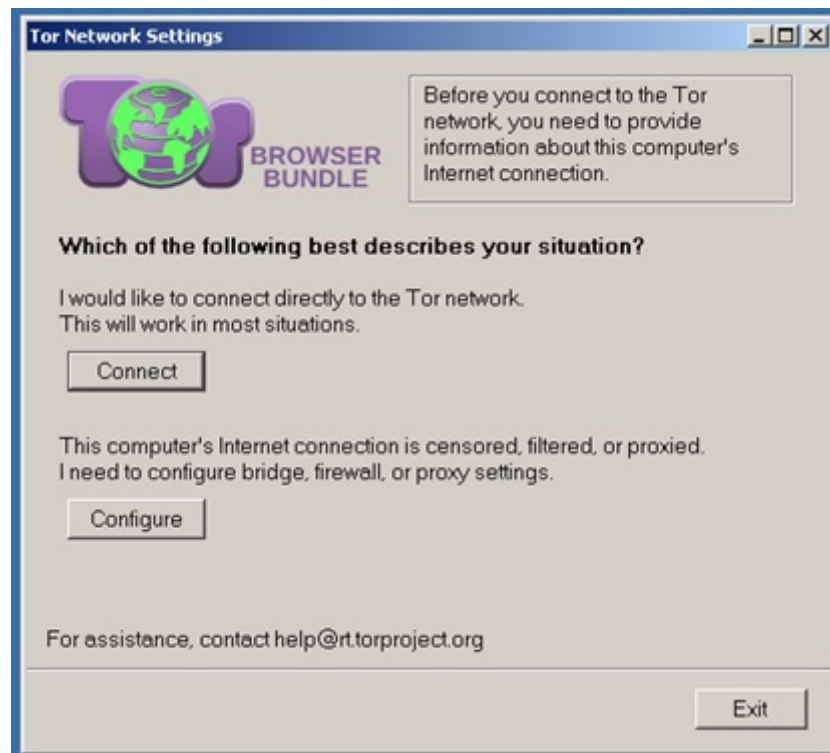 Tor Network Settings
Tor
BROWSER
BUNDLE
Before you connect to the Tor
network, you need to provide
information about this computer's
Internet connection.
Which of the following best describes your situation?
I would like to connect directly to the Tor network.
This will work in most situations.
Connect
This computer's Internet connection is censored, filtered, or proxied.
I need to configure bridge, firewall, or proxy settings.
Configure
For assistance, contact help@rt.torproject.org
Exit